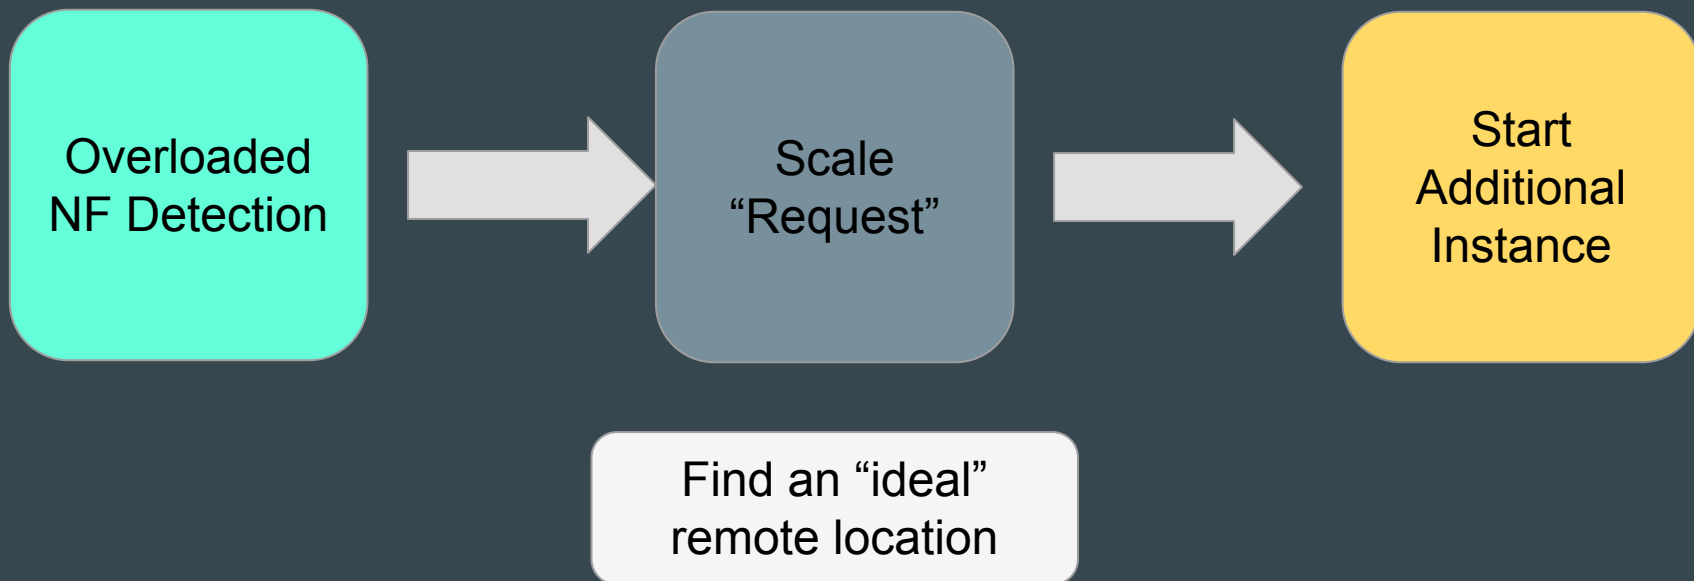 Overloaded
NF Detection
Scale
“Request”
Start
Additional
Instance
Find an “ideal”
remote location